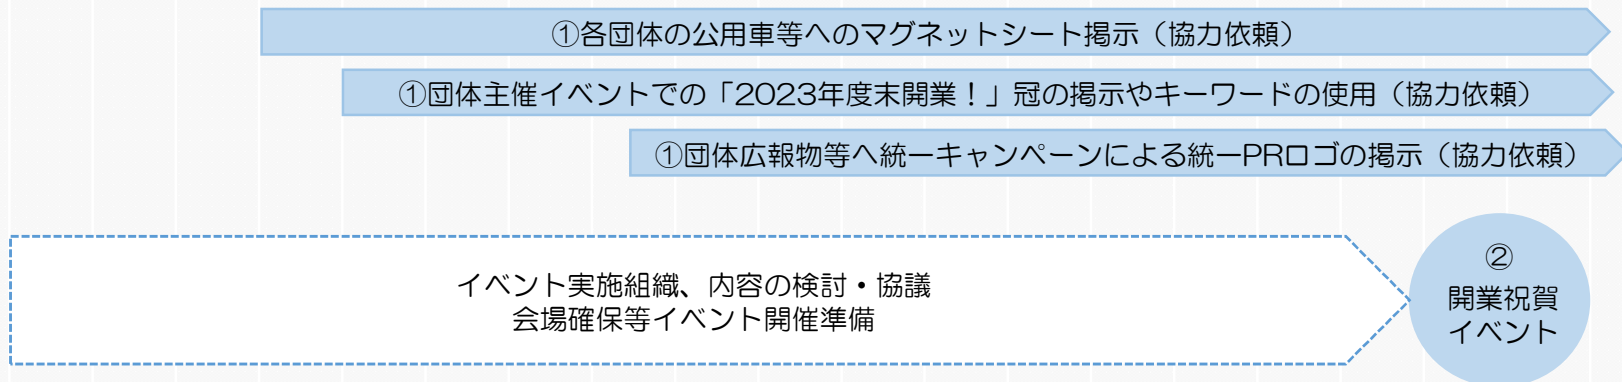 ①各団体の公用車等へのマグネットシート掲示（協力依頼）
①団体主催イベントでの「2023年度末開業！」冠の掲示やキーワードの使用（協力依頼）
①団体広報物等へ統一キャンペーンによる統一PRロゴの掲示（協力依頼）
イベント実施組織、内容の検討・協議
会場確保等イベント開催準備
②
開業祝賀
イベント